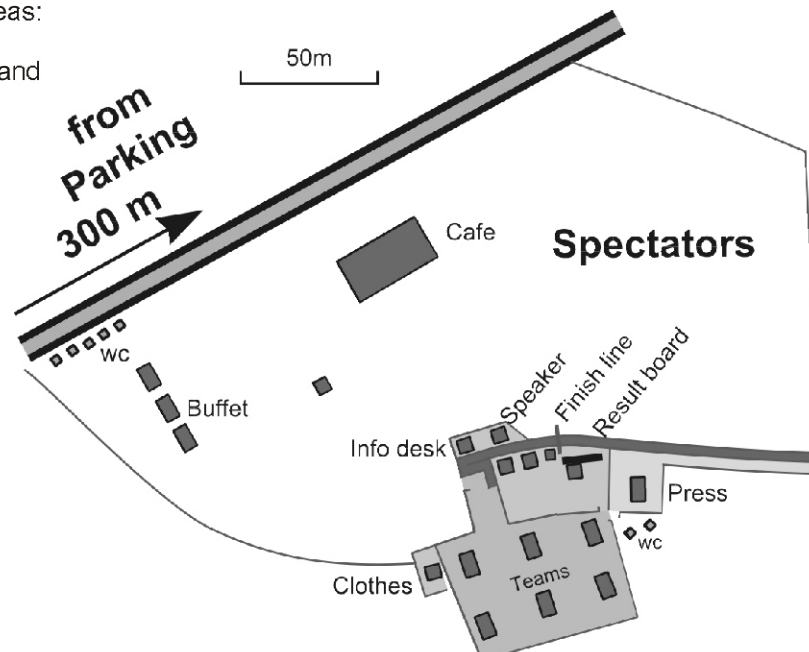 eas:
and
50m
from
Parking
300 m
Cafe
Spectators
wc
Buffet
Speaker
Finish line
Result board
Info desk
Press
wc
Clothes
Teams